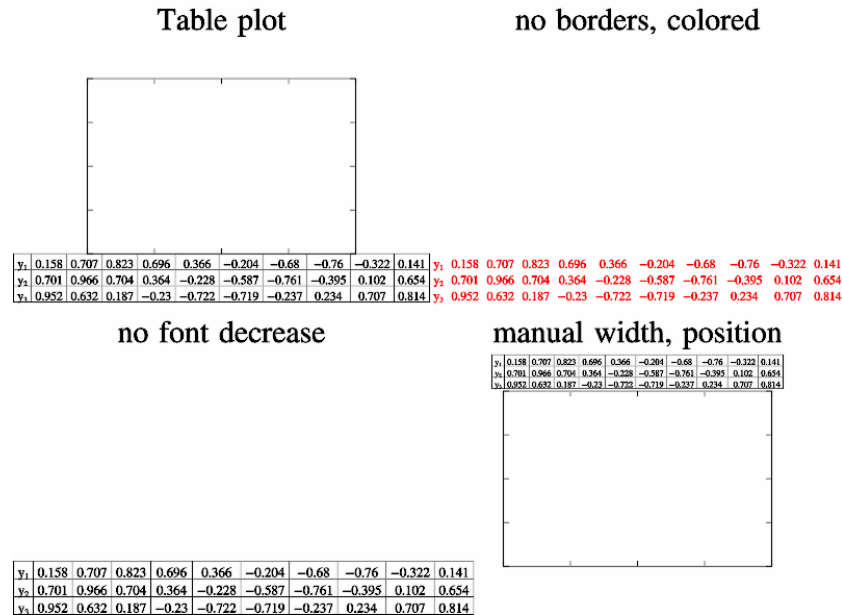 Table plot
no borders, colored
y₁ 0.158 0.707 0.823 0.696 0.366 −0.204 −0.68 −0.76 −0.322 0.141
y₂ 0.701 0.966 0.704 0.364 −0.228 −0.587 −0.761 −0.395 0.102 0.654
y₃ 0.952 0.632 0.187 −0.23 −0.722 −0.719 −0.237 0.234 0.707 0.814
y₁ 0.158 0.707 0.823 0.696 0.366 −0.204 −0.68 −0.76 −0.322 0.141
y₂ 0.701 0.966 0.704 0.364 −0.228 −0.587 −0.761 −0.395 0.102 0.654
y₃ 0.952 0.632 0.187 −0.23 −0.722 −0.719 −0.237 0.234 0.707 0.814
no font decrease
manual width, position
y₁ 0.158 0.707 0.823 0.696 0.366 −0.204 −0.68 −0.76 −0.322 0.141
y₂ 0.701 0.966 0.704 0.364 −0.228 −0.587 −0.761 −0.395 0.102 0.654
y₃ 0.952 0.632 0.187 −0.23 −0.722 −0.719 −0.237 0.234 0.707 0.814
y₁ 0.158 0.707 0.823 0.696 0.366 −0.204 −0.68 −0.76 −0.322 0.141
y₂ 0.701 0.966 0.704 0.364 −0.228 −0.587 −0.761 −0.395 0.102 0.654
y₃ 0.952 0.632 0.187 −0.23 −0.722 −0.719 −0.237 0.234 0.707 0.814